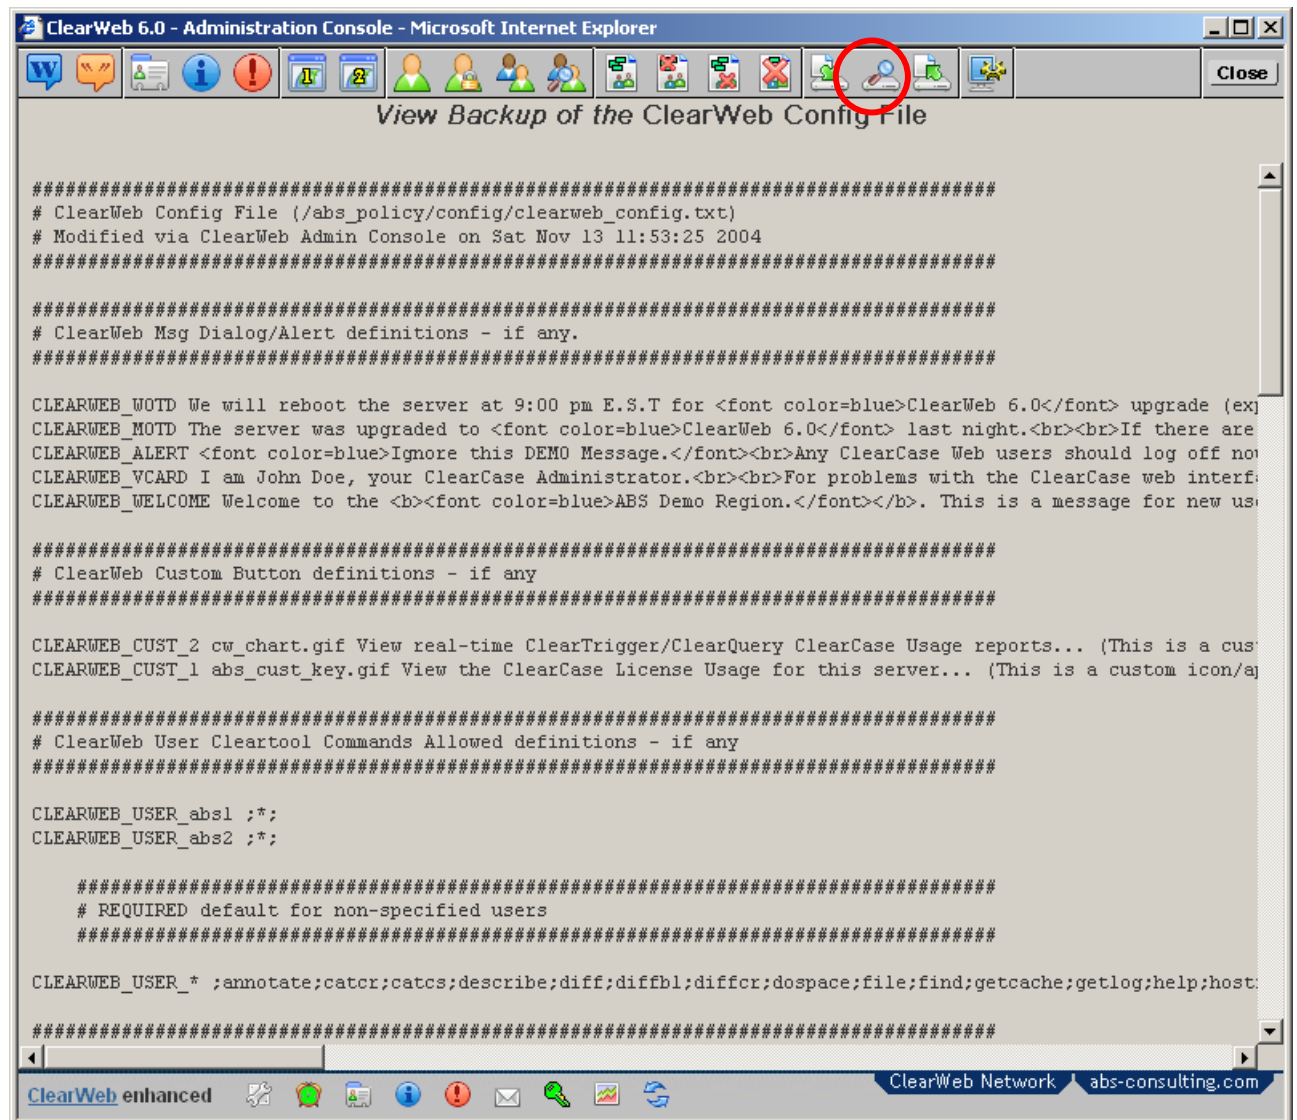 ClearWeb 6.0 - Administration Console - Microsoft Internet Explorer
W 1 2 Close
View Backup of the ClearWeb Config File
######################################################################################
# ClearWeb Config File (/abs_policy/config/clearweb_config.txt)
# Modified via ClearWeb Admin Console on Sat Nov 13 11:53:25 2004
######################################################################################
######################################################################################
# ClearWeb Msg Dialog/Alert definitions - if any.
######################################################################################
CLEARWEB_WOTD We will reboot the server at 9:00 pm E.S.T for <font color=blue>ClearWeb 6.0</font> upgrade
CLEARWEB_MOTD The server was upgraded to <font color=blue>ClearWeb 6.0</font> last night.<br><br>If there are
CLEARWEB_ALERT <font color=blue>Ignore this DEMO Message.</font><br>Any ClearCase Web users should log off
CLEARWEB_VCARD I am John Doe, your ClearCase Administrator.<br><br>For problems with the ClearCase web
CLEARWEB_WELCOME Welcome to the <b><font color=blue>ABS Demo Region.</font></b>. This is a message for new
######################################################################################
# ClearWeb Custom Button definitions - if any
######################################################################################
CLEARWEB_CUST_2 cw_chart.gif View real-time ClearTrigger/ClearQuery ClearCase Usage reports... (This is a
CLEARWEB_CUST_1 abs_cust_key.gif View the ClearCase License Usage for this server... (This is a custom
######################################################################################
# ClearWeb User Cleartool Commands Allowed definitions - if any
######################################################################################
CLEARWEB_USER_abs1 ;*;
CLEARWEB_USER_abs2 ;*;
##################################################################################
# REQUIRED default for non-specified users
##################################################################################
CLEARWEB_USER_* ;annotate;catcr;catcs;describe;diff;diffbl;diffcr;dospace;file;find;getcache;getlog;help;
######################################################################################
ClearWeb enhanced ClearWeb Network abs-consulting.com